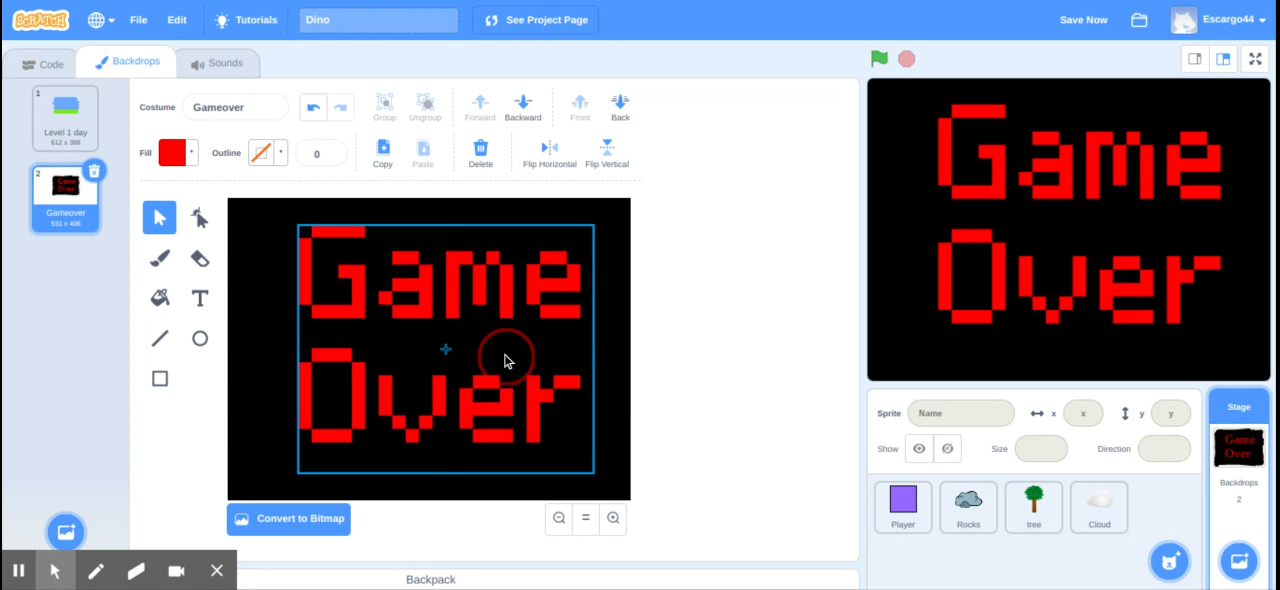 SCRATCH
File
Edit
Tutorials
Dino
See Project Page
Save Now
Escargo44
Code
Backdrops
Sounds
1
Level 1 day
612 x 388
2
Game
Over
Gameover
531 x 406
Costume
Gameover
Group
Ungroup
Forward
Backward
Front
Back
Fill
Outline
0
Copy
Paste
Delete
Flip Horizontal
Flip Vertical
T
Game
Over
Convert to Bitmap
Backpack
Game
Over
Sprite
Name
x
x
y
y
Show
Size
Direction
Player
Rocks
tree
Cloud
Stage
Game
Over
Backdrops
2